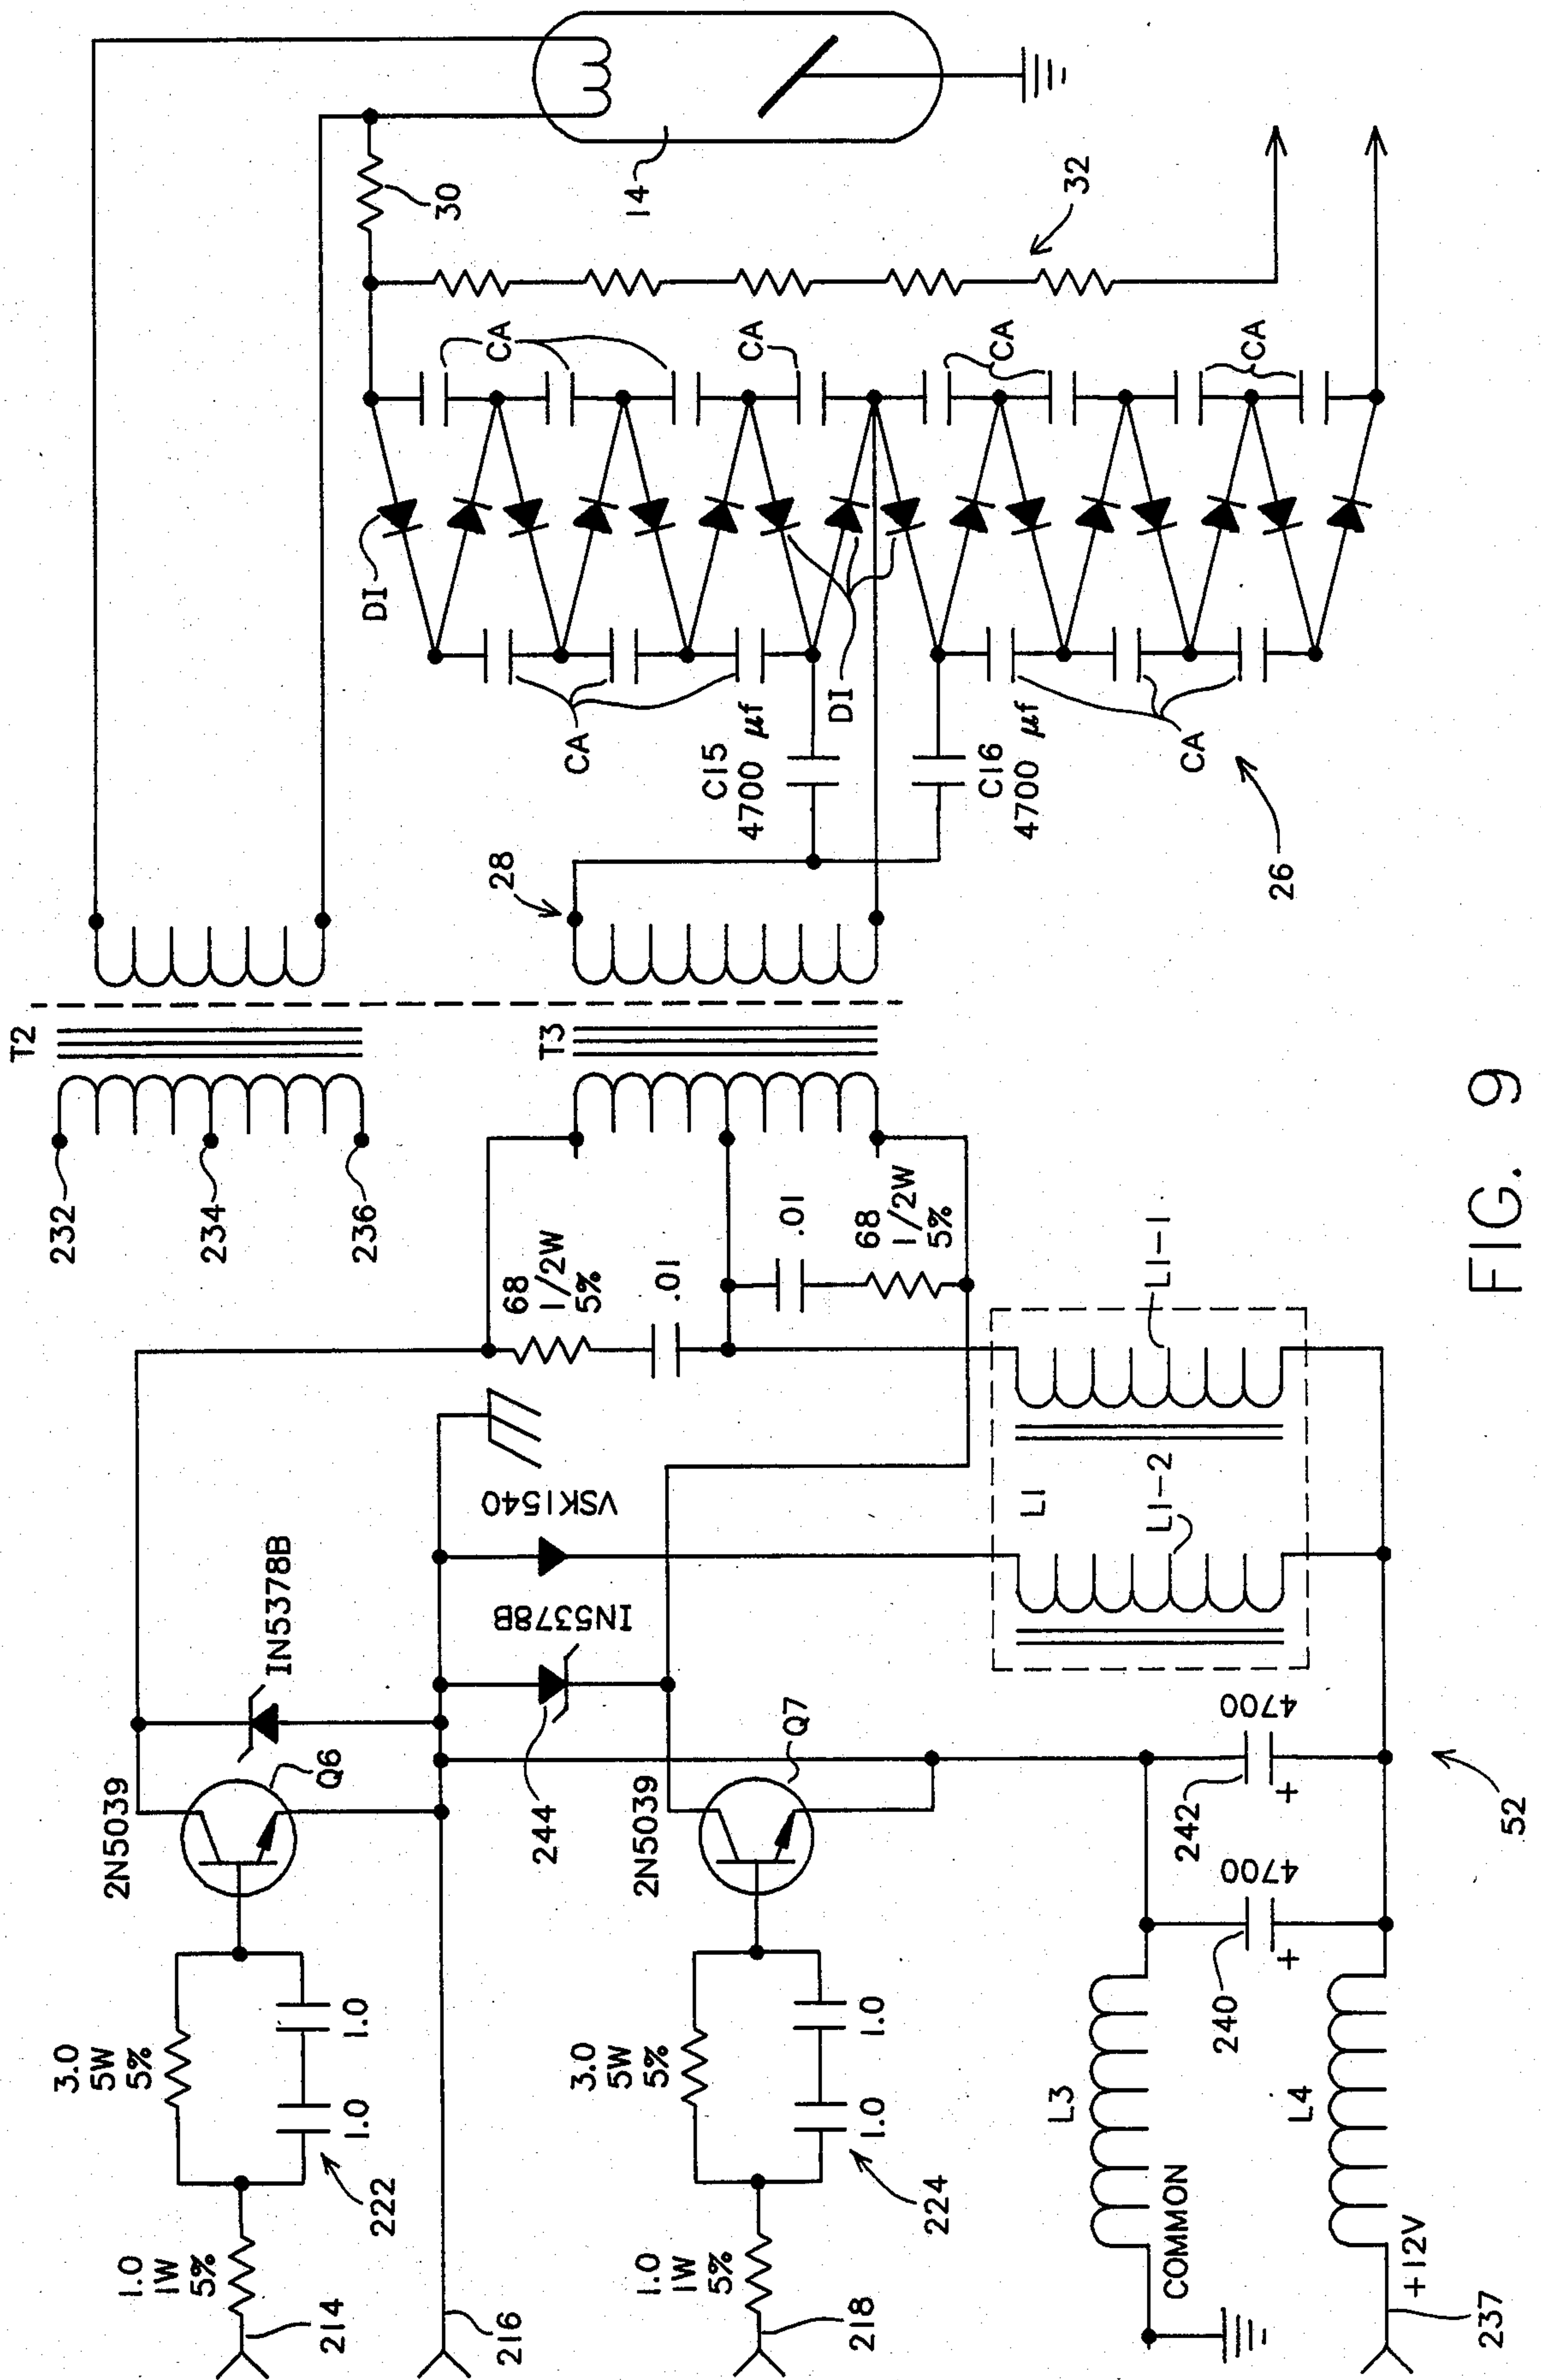 T2
232
234
236
30
14
32
CA
CA
CA
CA
DI
DI
CA
C15
4700 µf
C16
4700 µf
CA
26
28
T3
68
1/2W
5%
.01
.01
68
1/2W
5%
L1-1
L1
L1-2
VSK1540
IN5378B
IN5378B
244
2N5039
Q6
2N5039
Q7
3.0
5W
5%
1.0
1.0
222
1.0
1W
5%
214
216
3.0
5W
5%
1.0
1.0
224
1.0
1W
5%
218
4700
242
+
4700
240
+
52
L3
COMMON
L4
+12V
237
FIG. 9